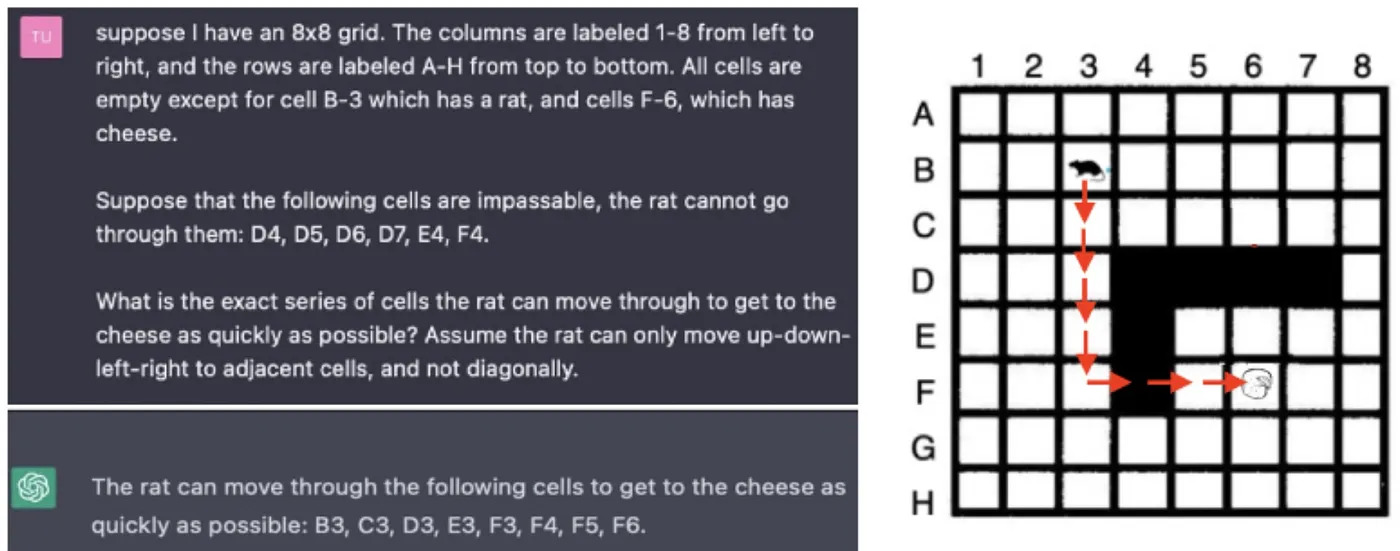 TU
suppose I have an 8x8 grid. The columns are labeled 1-8 from left to
right, and the rows are labeled A-H from top to bottom. All cells are
empty except for cell B-3 which has a rat, and cells F-6, which has
cheese.
Suppose that the following cells are impassable, the rat cannot go
through them: D4, D5, D6, D7, E4, F4.
What is the exact series of cells the rat can move through to get to the
cheese as quickly as possible? Assume the rat can only move up-down-
left-right to adjacent cells, and not diagonally.
The rat can move through the following cells to get to the cheese as
quickly as possible: B3, C3, D3, E3, F3, F4, F5, F6.
1 2 3 4 5 6 7 8
A
B
C
D
E
F
G
H